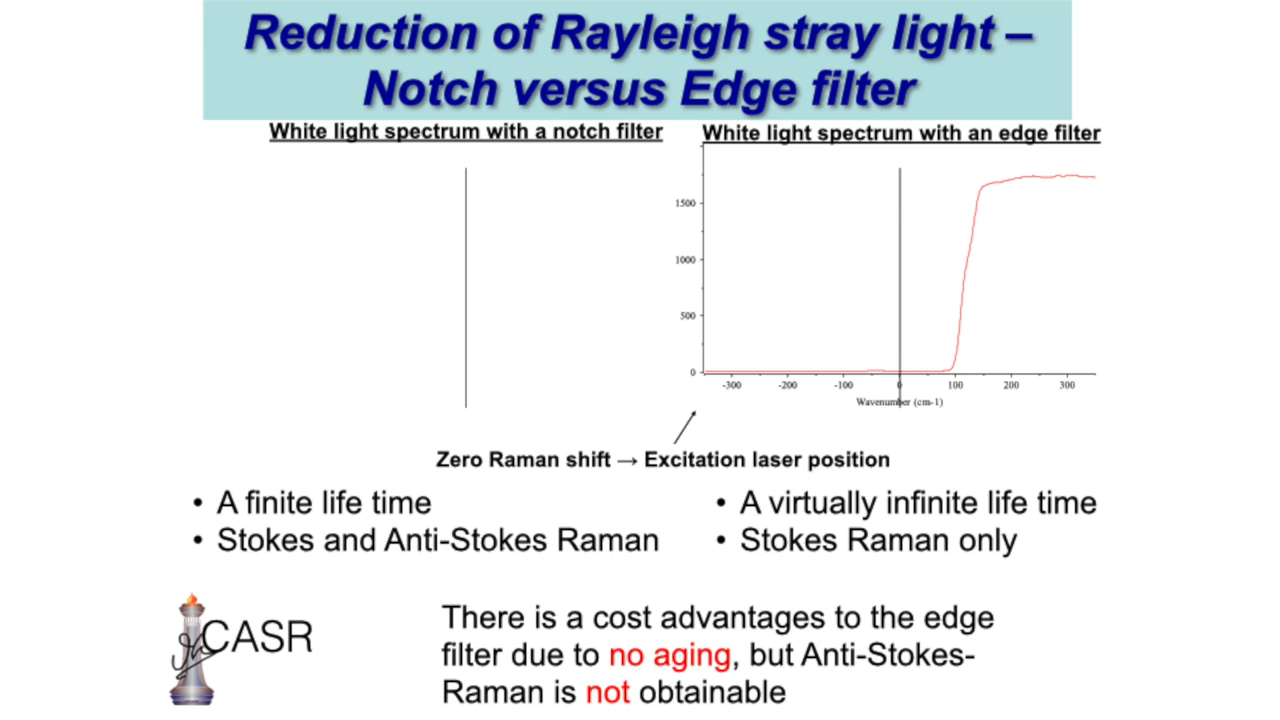 Reduction of Rayleigh stray light –
Notch versus Edge filter
White light spectrum with a notch filter
White light spectrum with an edge filter
1500
1000
500
0
-300 -200 -100 0 100 200 300
Wavenumber (cm-1)
Zero Raman shift → Excitation laser position
• A finite life time
• Stokes and Anti-Stokes Raman
• A virtually infinite life time
• Stokes Raman only
CASR
There is a cost advantages to the edge
filter due to no aging, but Anti-Stokes-
Raman is not obtainable